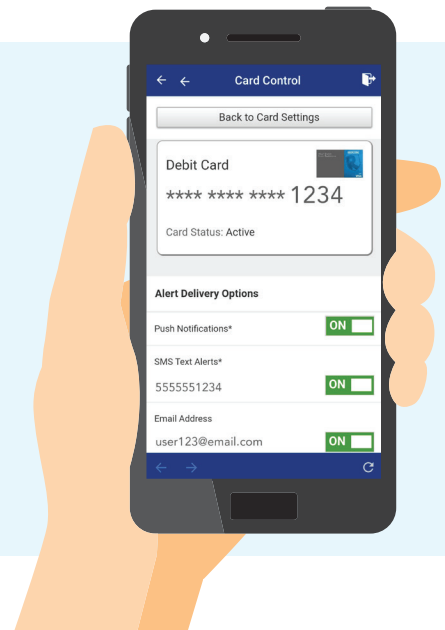 Card Control
Back to Card Settings
Debit Card
**** **** **** 1234
Card Status: Active
Alert Delivery Options
Push Notifications*
ON
SMS Text Alerts*
5555551234
ON
Email Address
user123@email.com
ON